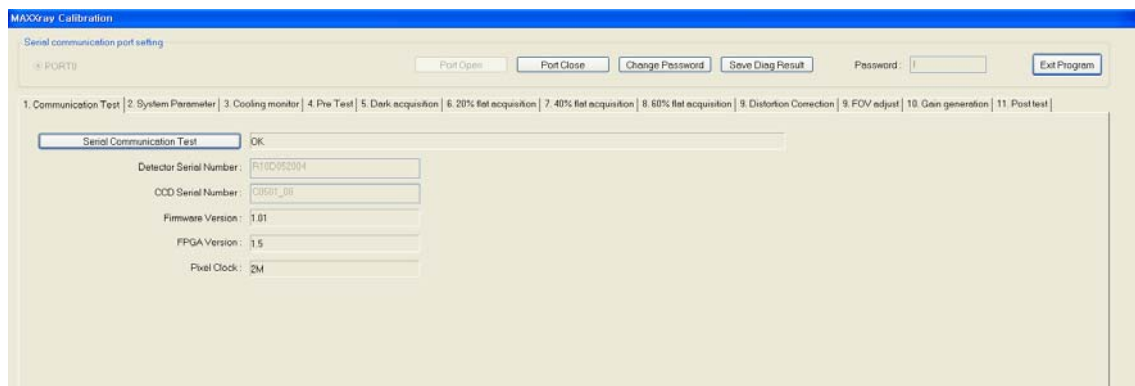 MAXXray Calibration
Serial communication port setting
PORT0 Port Open Port Close Change Password Save Diag Result Password : Exit Program
1. Communication Test 2. System Parameter 3. Cooling monitor 4. Pre Test 5. Dark acquisition 6. 20% flat acquisition 7. 40% flat acquisition 8. 60% flat acquisition 9. Distortion Correction 9. FOV adjust 10. Gain generation 11. Post test
Serial Communication Test OK
Detector Serial Number : R10D052004
CCD Serial Number :
Firmware Version : 1.01
FPGA Version : 1.5
Pixel Clock : 2M